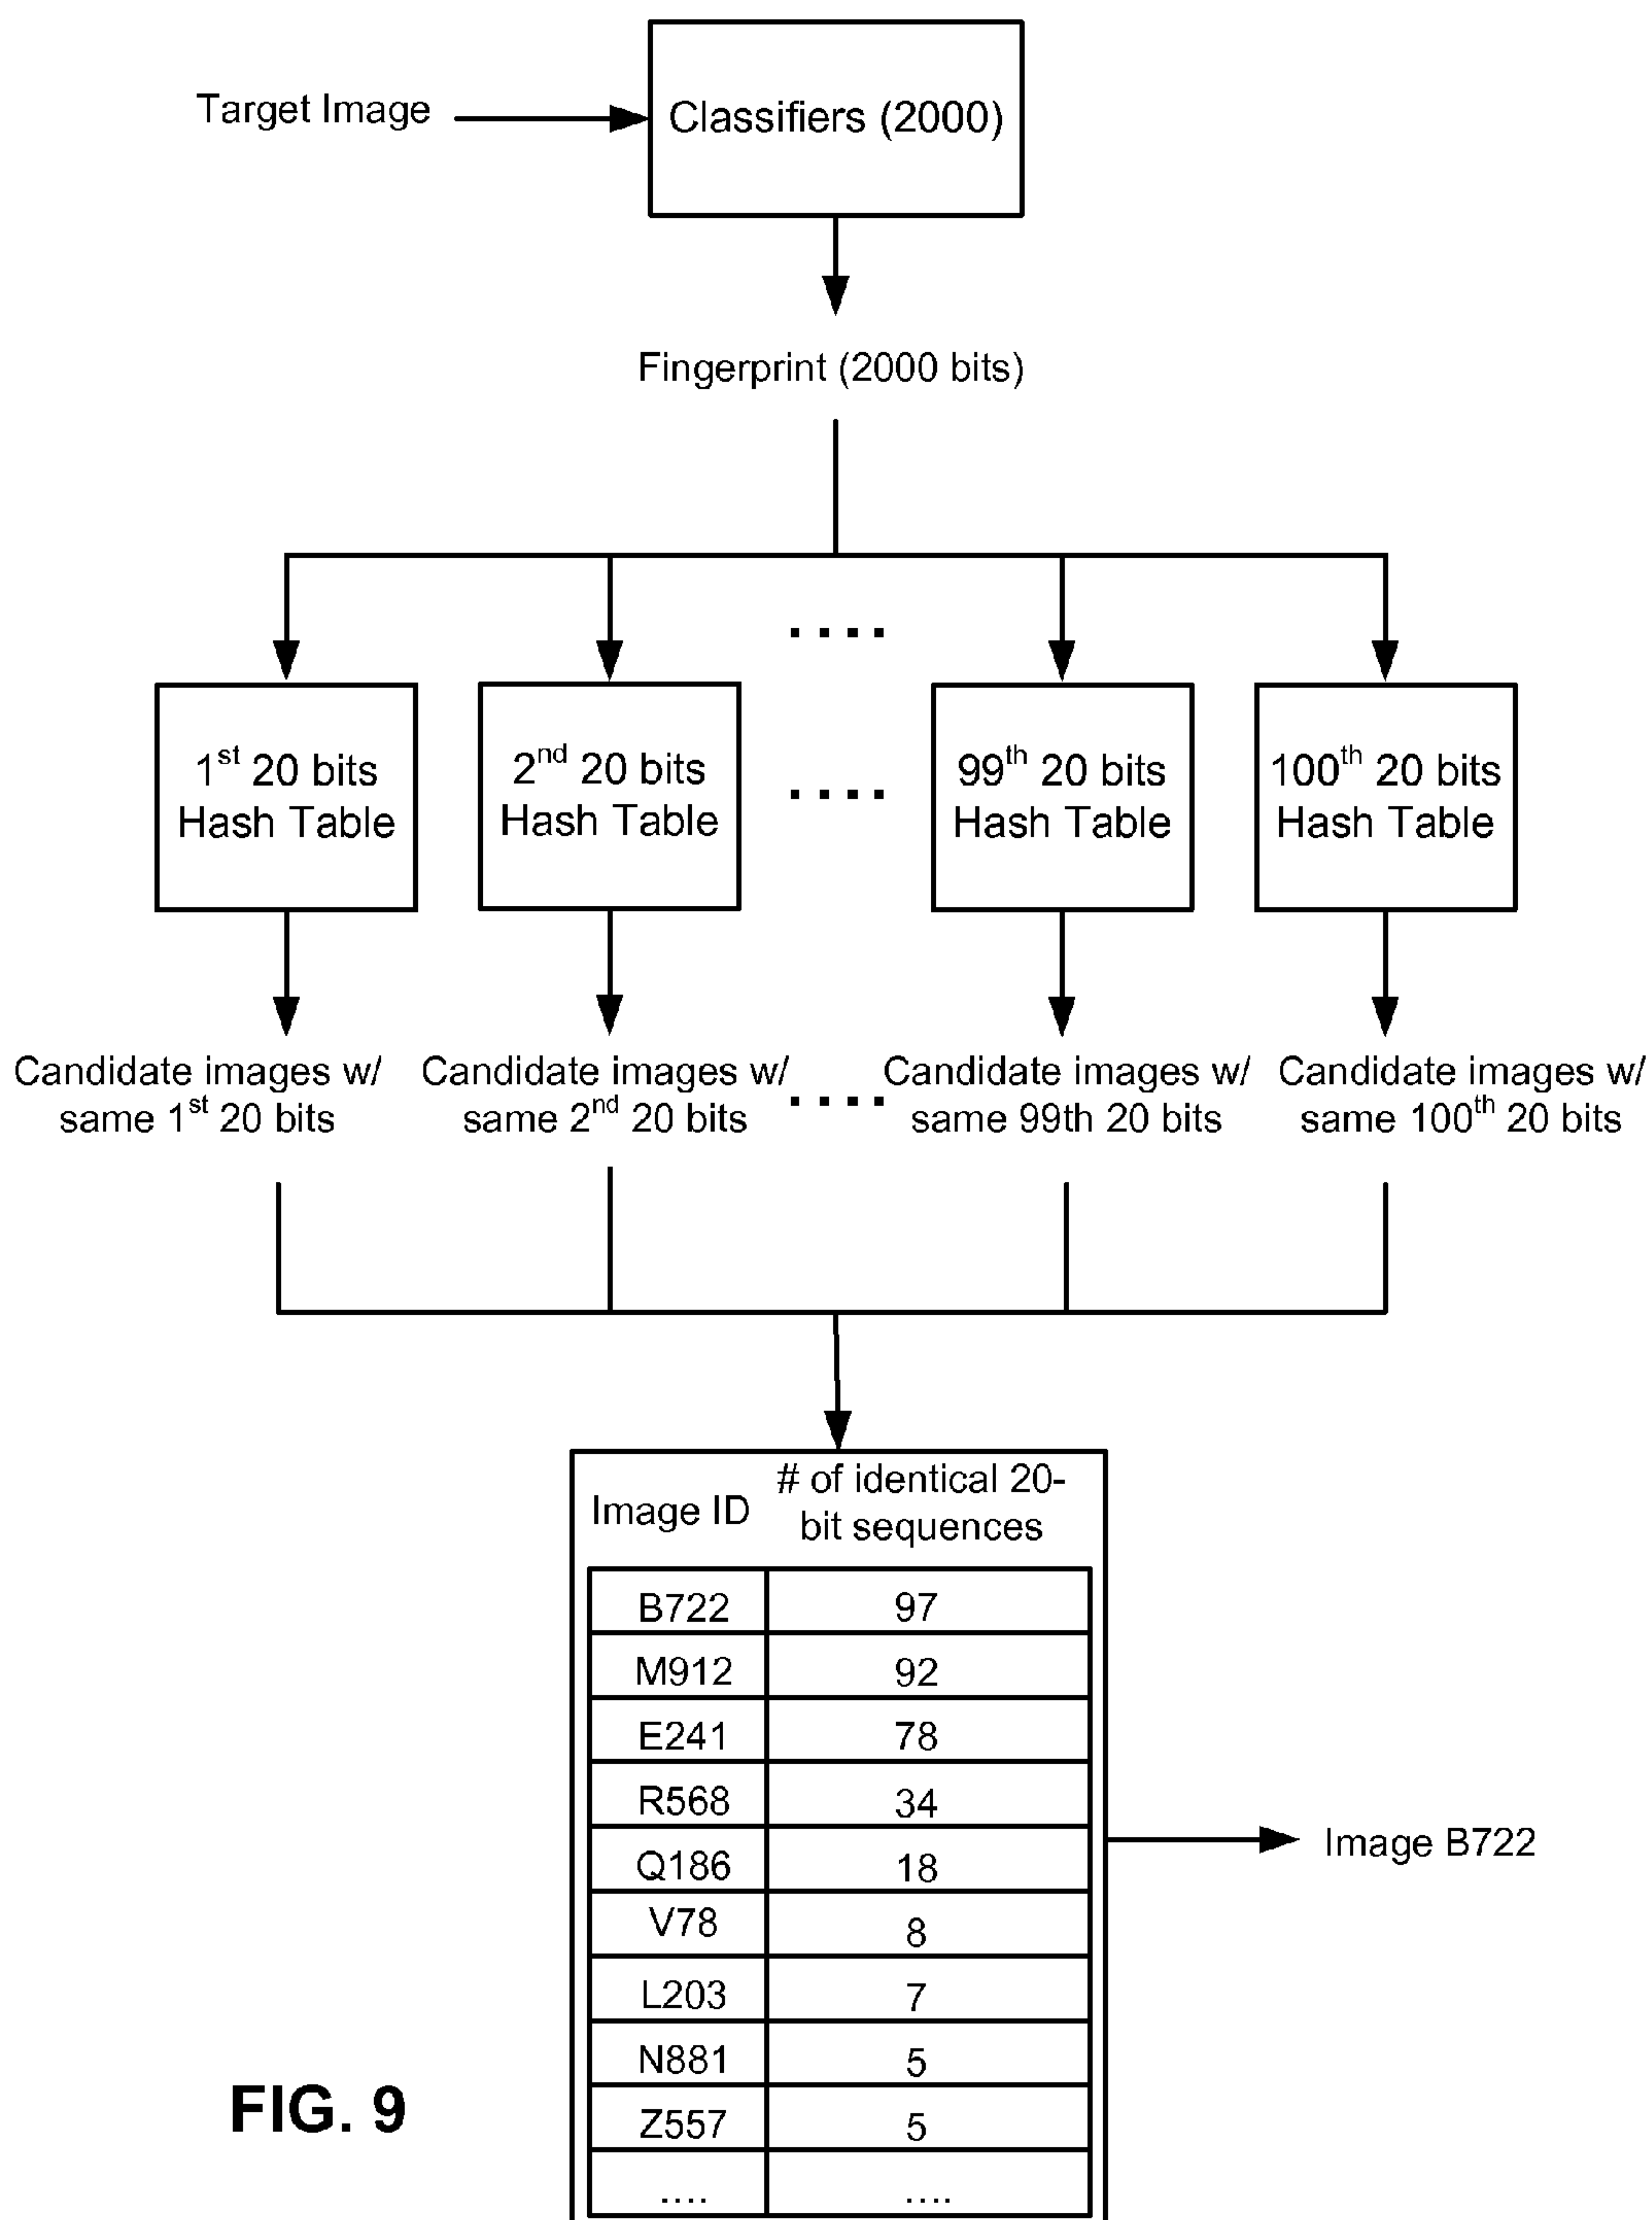 Target Image
Classifiers (2000)
Fingerprint (2000 bits)
....
1st 20 bits
Hash Table
2nd 20 bits
Hash Table
....
99th 20 bits
Hash Table
100th 20 bits
Hash Table
Candidate images w/
same 1st 20 bits
Candidate images w/
same 2nd 20 bits
....
Candidate images w/
same 99th 20 bits
Candidate images w/
same 100th 20 bits
Image ID
# of identical 20-
bit sequences
B722 97
M912 92
E241 78
R568 34
Q186 18
V78 8
L203 7
N881 5
Z557 5
.... ....
Image B722
FIG. 9